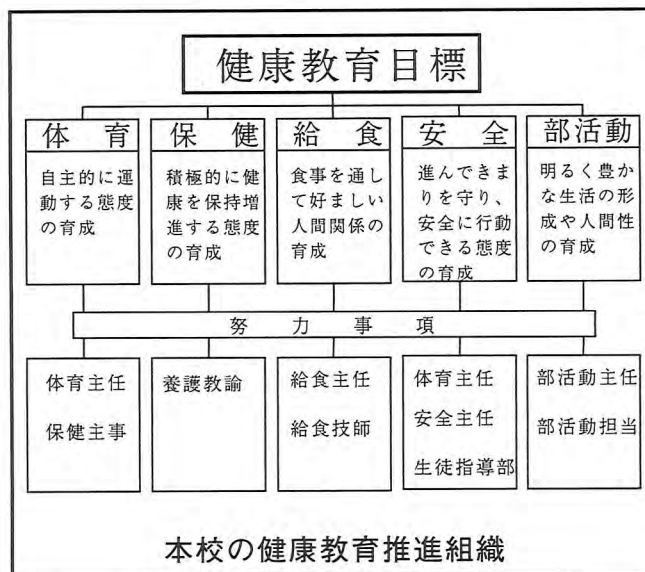 健康教育目標
体育
自主的に運
動する態度
の育成
保健
積極的に健
康を保持増
進する態度
の育成
給食
食事を通し
て好ましい
人間関係の
育成
安全
進んできま
りを守り、
安全に行動
できる態度
の育成
部活動
明るく豊か
な生活の形
成や人間性
の育成
努力事項
体育主任
保健主事
養護教諭
給食主任
給食技師
体育主任
安全主任
生徒指導部
部活動主任
部活動担当
本校の健康教育推進組織